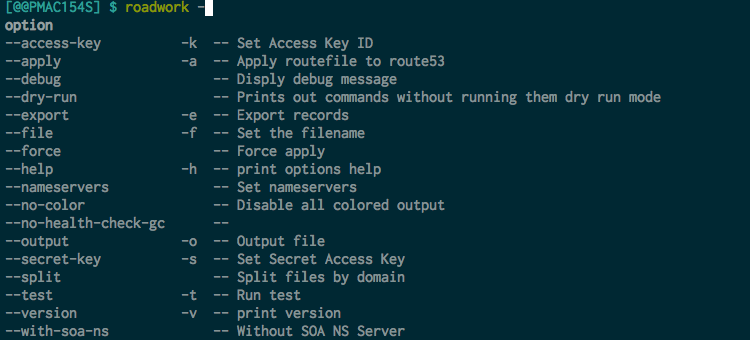 [@@PMAC154S] $ roadwork -
option
--access-key -k -- Set Access Key ID
--apply -a -- Apply routefile to route53
--debug -- Disply debug message
--dry-run -- Prints out commands without running them dry run mode
--export -e -- Export records
--file -f -- Set the filename
--force -- Force apply
--help -h -- print options help
--nameservers -- Set nameservers
--no-color -- Disable all colored output
--no-health-check-gc --
--output -o -- Output file
--secret-key -s -- Set Secret Access Key
--split -- Split files by domain
--test -t -- Run test
--version -v -- print version
--with-soa-ns -- Without SOA NS Server